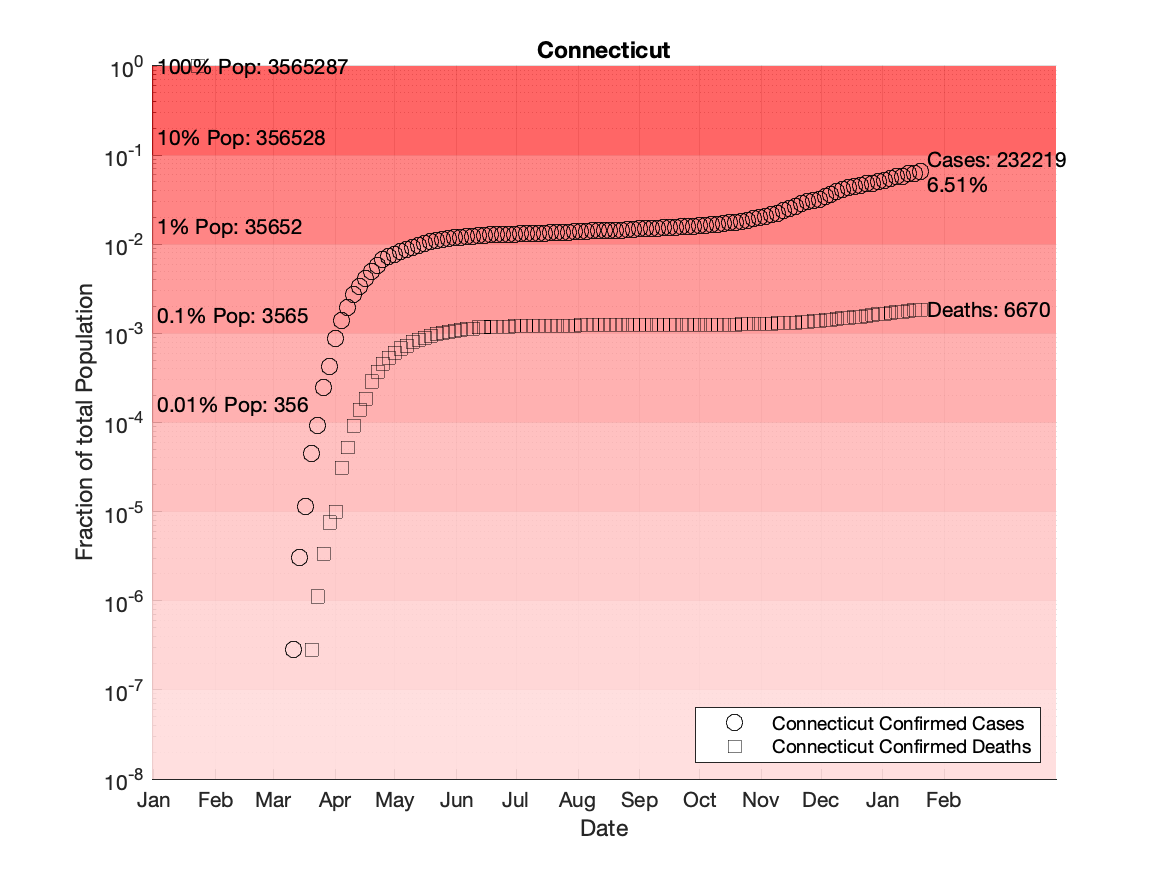 Connecticut
10^0
100% Pop: 3565287
10% Pop: 356528
10^-1
Cases: 232219
6.51%
1% Pop: 35652
10^-2
0.1% Pop: 3565
Deaths: 6670
10^-3
0.01% Pop: 356
10^-4
10^-5
10^-6
10^-7
10^-8
Fraction of total Population
Connecticut Confirmed Cases
Connecticut Confirmed Deaths
Jan Feb Mar Apr May Jun Jul Aug Sep Oct Nov Dec Jan Feb
Date